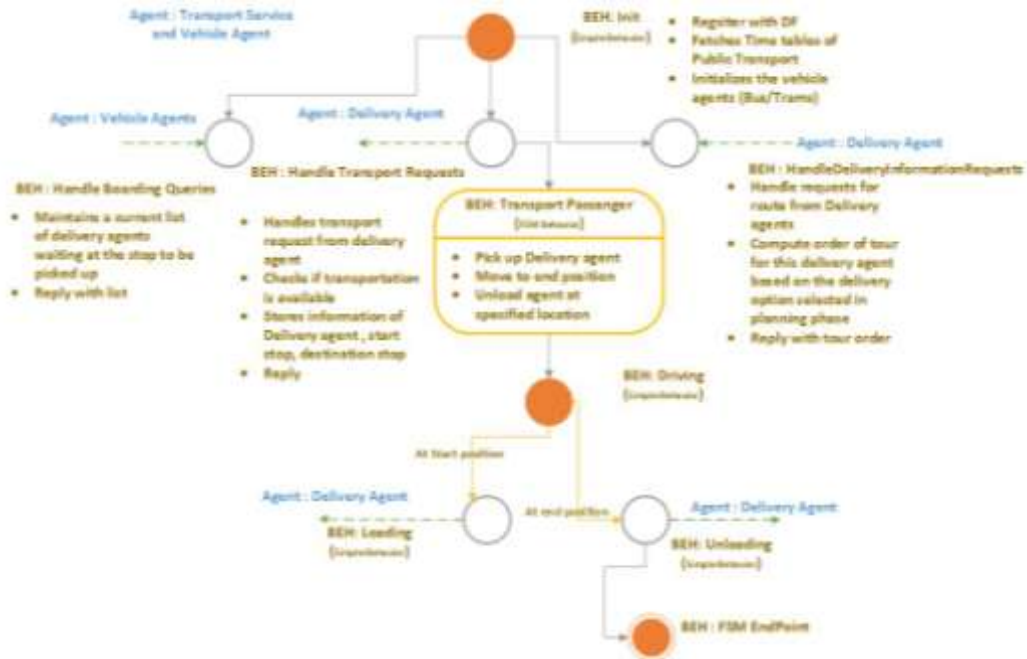 Agent : Transport Service
and Vehicle Agent
BEH: Init
• Register with DF
• Fetches Time tables of
Public Transport
• Initializes the vehicle
agents (Bus/Trams)
Agent : Vehicle Agents
Agent : Delivery Agent
Agent : Delivery Agent
BEH : Handle Boarding Queries
• Maintains a current list
of delivery agents
waiting at the stop to be
picked up
• Reply with list
BEH : Handle Transport Requests
• Handles transport
request from delivery
agent
• Checks if transportation
is available
• Stores information of
Delivery agent , start
stop, destination stop
• Reply
BEH: Transport Passenger
• Pick up Delivery agent
• Move to end position
• Unload agent at
specified location
BEH : HandleDeliveryInformationRequests
• Handle requests for
route from Delivery
agents
• Compute order of tour
for this delivery agent
based on the delivery
option selected in
planning phase
• Reply with tour order
BEH: Driving
At Start position
Agent : Delivery Agent
At end position
Agent : Delivery Agent
BEH: Loading
BEH: Unloading
BEH : FSM EndPoint